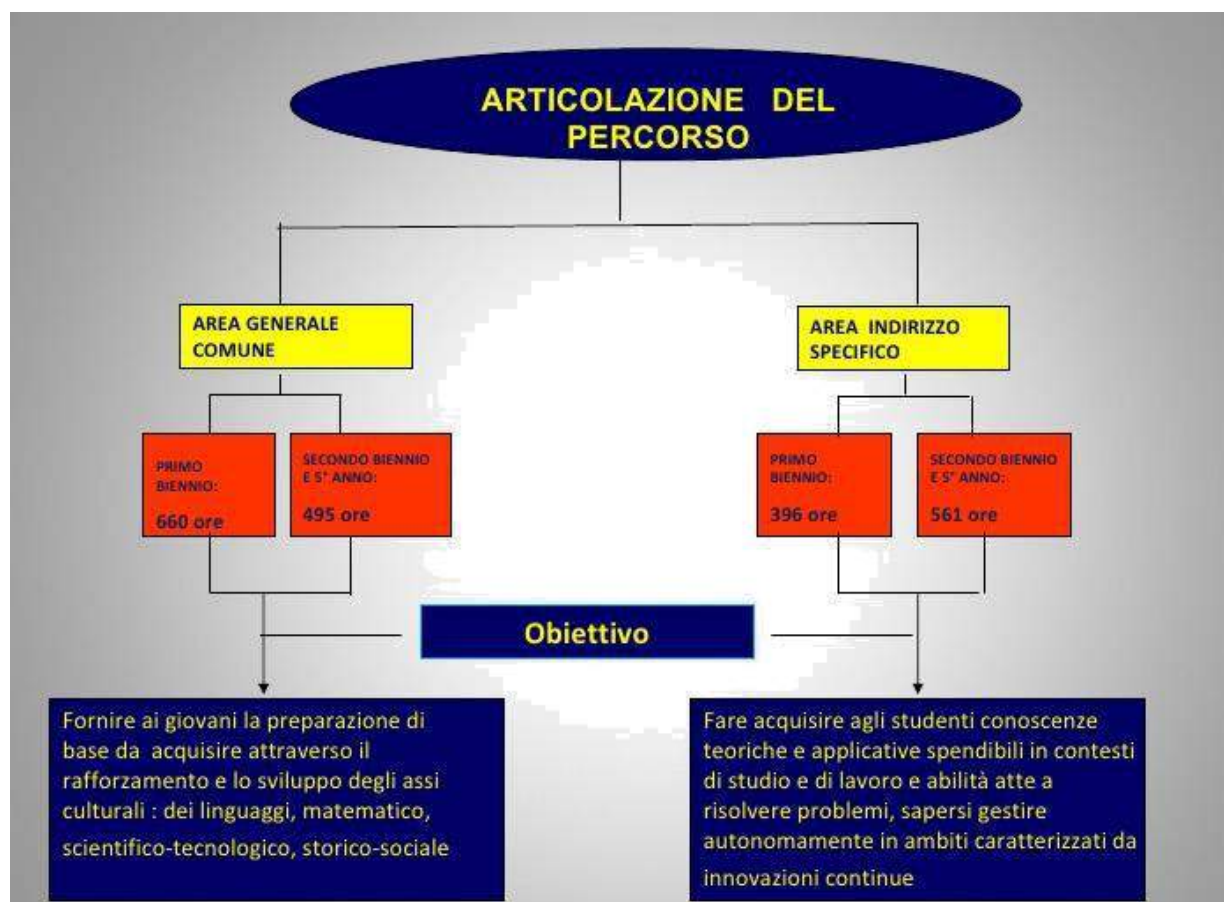 ARTICOLAZIONE DEL
PERCORSO
AREA GENERALE
COMUNE
AREA INDIRIZZO
SPECIFICO
PRIMO
BIENNIO:
660 ore
SECONDO BIENNIO
E 5° ANNO:
495 ore
PRIMO
BIENNIO:
396 ore
SECONDO BIENNIO
E 5° ANNO:
561 ore
Obiettivo
Fornire ai giovani la preparazione di
base da acquisire attraverso il
rafforzamento e lo sviluppo degli assi
culturali : dei linguaggi, matematico,
scientifico-tecnologico, storico-sociale
Fare acquisire agli studenti conoscenze
teoriche e applicative spendibili in contesti
di studio e di lavoro e abilità atte a
risolvere problemi, sapersi gestire
autonomamente in ambiti caratterizzati da
innovazioni continue